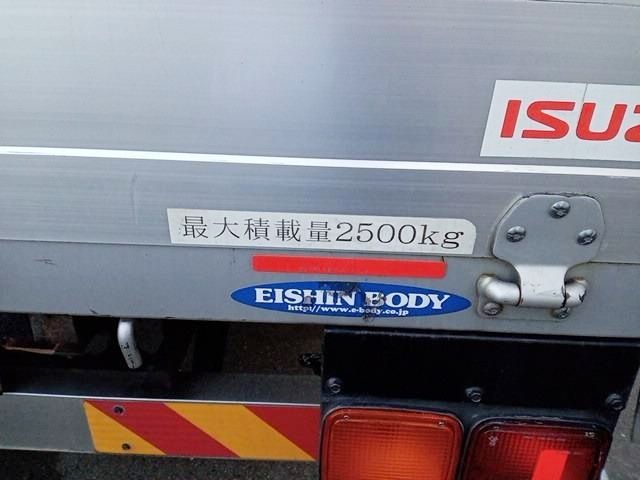 ISUZ
最大積載量2500kg
EISHIN BODY
http://www.e-body.co.jp